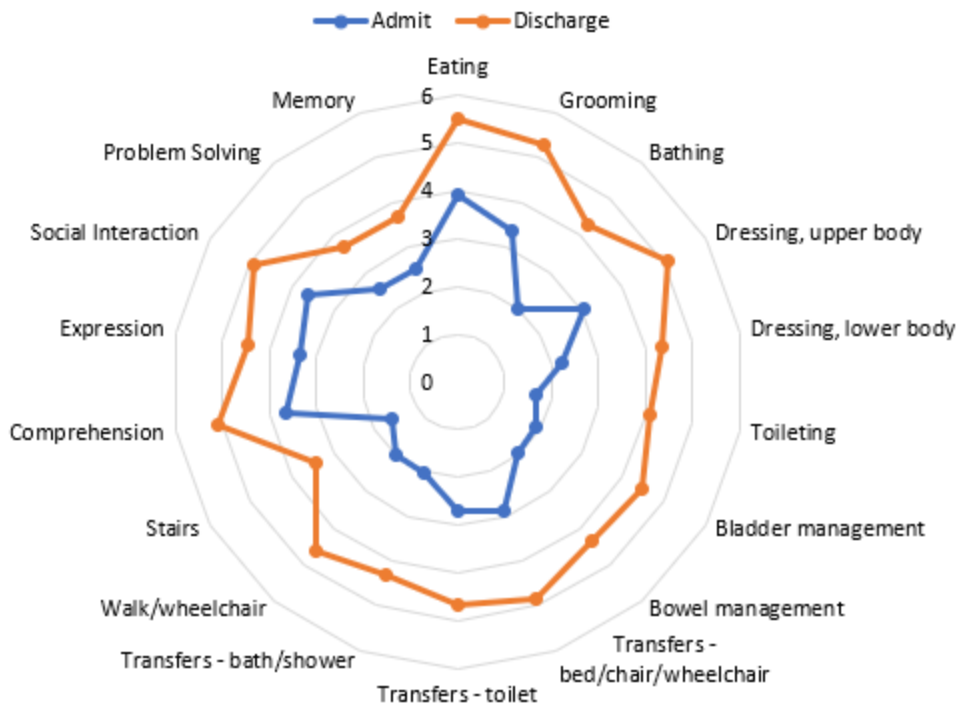 Admit Discharge
Eating
Memory Grooming
Problem Solving Bathing
Social Interaction Dressing, upper body
Expression Dressing, lower body
Comprehension Toileting
Stairs Bladder management
Walk/wheelchair Bowel management
Transfers - bath/shower Transfers -
bed/chair/wheelchair
Transfers - toilet
6
5
4
3
2
1
0